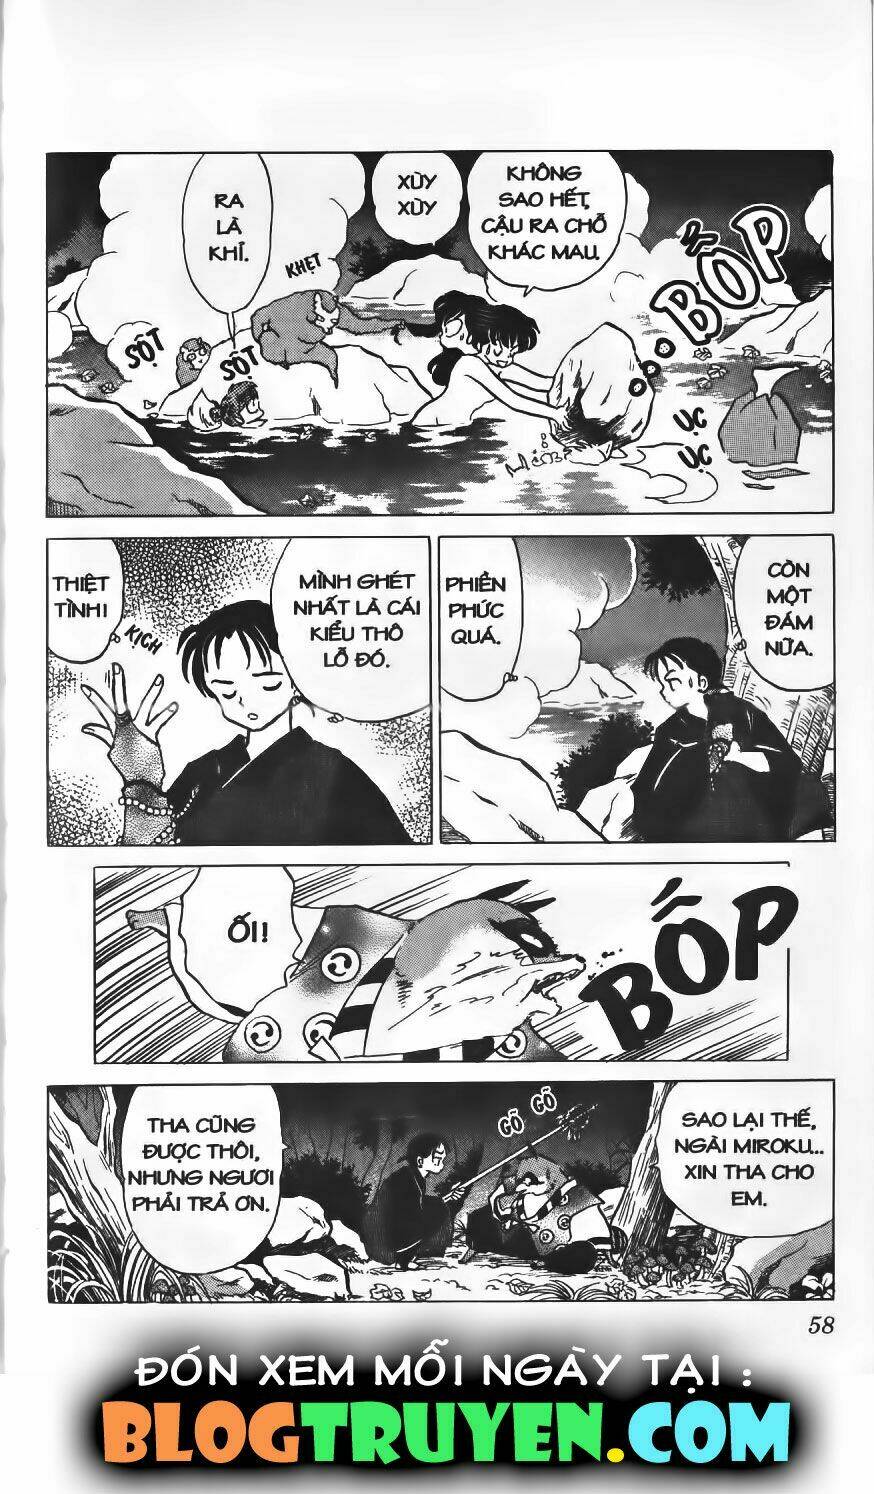 KHÔNG
SAO HẾT,
CẬU RA CHỖ
KHÁC MAU.
XÙY
XÙY
RA
LÀ
KHỈ.
KHẸT
SỘT
SỘT
BỐP
ỤC
ỤC
CÒN
MỘT
ĐÁM
NỮA.
PHIỀN
PHỨC
QUÁ.
MÌNH GHÉT
NHẤT LÀ CÁI
KIỂU THÔ
LỖ ĐÓ.
THIỆT
TÌNH!
KỊCH
ỐI!
BỐP
SAO LẠI THẾ,
NGÀI MIROKU...
XIN THA CHO
EM.
GÕ GÕ
THA CŨNG
ĐƯỢC THÔI,
NHƯNG NGƯƠI
PHẢI TRẢ ƠN.
58
ĐÓN XEM MỖI NGÀY TẠI :
BLOGTRUYEN.COM